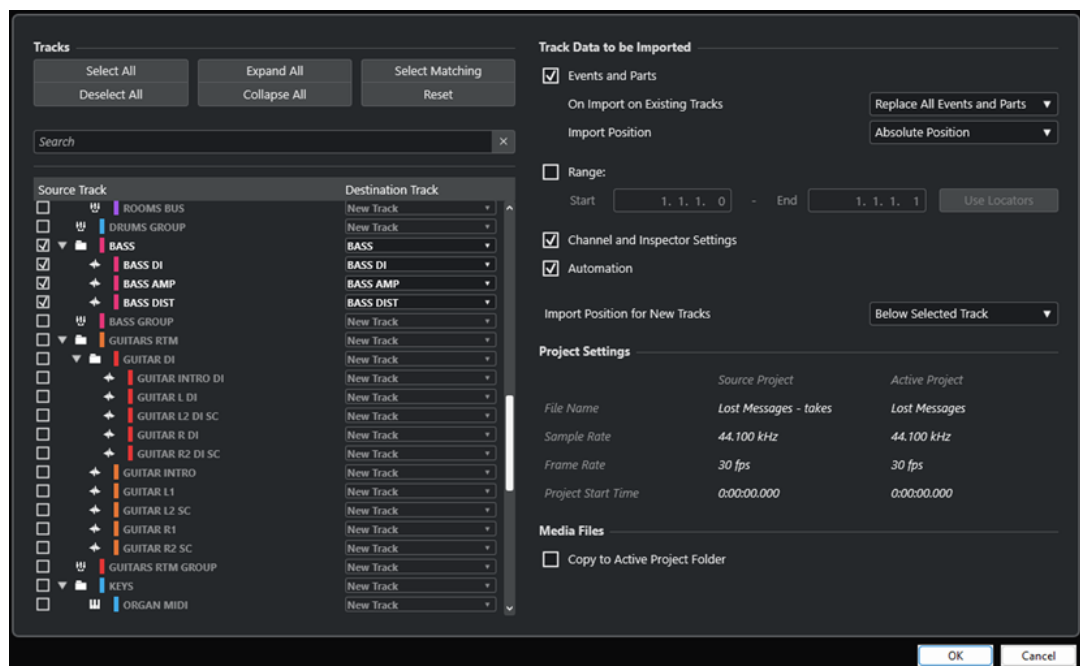 Tracks
Select All Expand All Select Matching
Deselect All Collapse All Reset
Search
Source Track Destination Track
ROOMS BUS New Track
DRUMS GROUP New Track
BASS BASS
BASS DI BASS DI
BASS AMP BASS AMP
BASS DIST BASS DIST
BASS GROUP New Track
GUITARS RTM New Track
GUITAR DI New Track
GUITAR INTRO DI New Track
GUITAR L DI New Track
GUITAR L2 DI SC New Track
GUITAR R DI New Track
GUITAR R2 DI SC New Track
GUITAR INTRO New Track
GUITAR L1 New Track
GUITAR L2 SC New Track
GUITAR R1 New Track
GUITAR R2 SC New Track
GUITARS RTM GROUP New Track
KEYS New Track
ORGAN MIDI New Track
Track Data to be Imported
Events and Parts
On Import on Existing Tracks Replace All Events and Parts
Import Position Absolute Position
Range:
Start 1. 1. 1. 0 - End 1. 1. 1. 1 Use Locators
Channel and Inspector Settings
Automation
Import Position for New Tracks Below Selected Track
Project Settings
Source Project Active Project
File Name Lost Messages - takes Lost Messages
Sample Rate 44.100 kHz 44.100 kHz
Frame Rate 30 fps 30 fps
Project Start Time 0:00:00.000 0:00:00.000
Media Files
Copy to Active Project Folder
OK Cancel